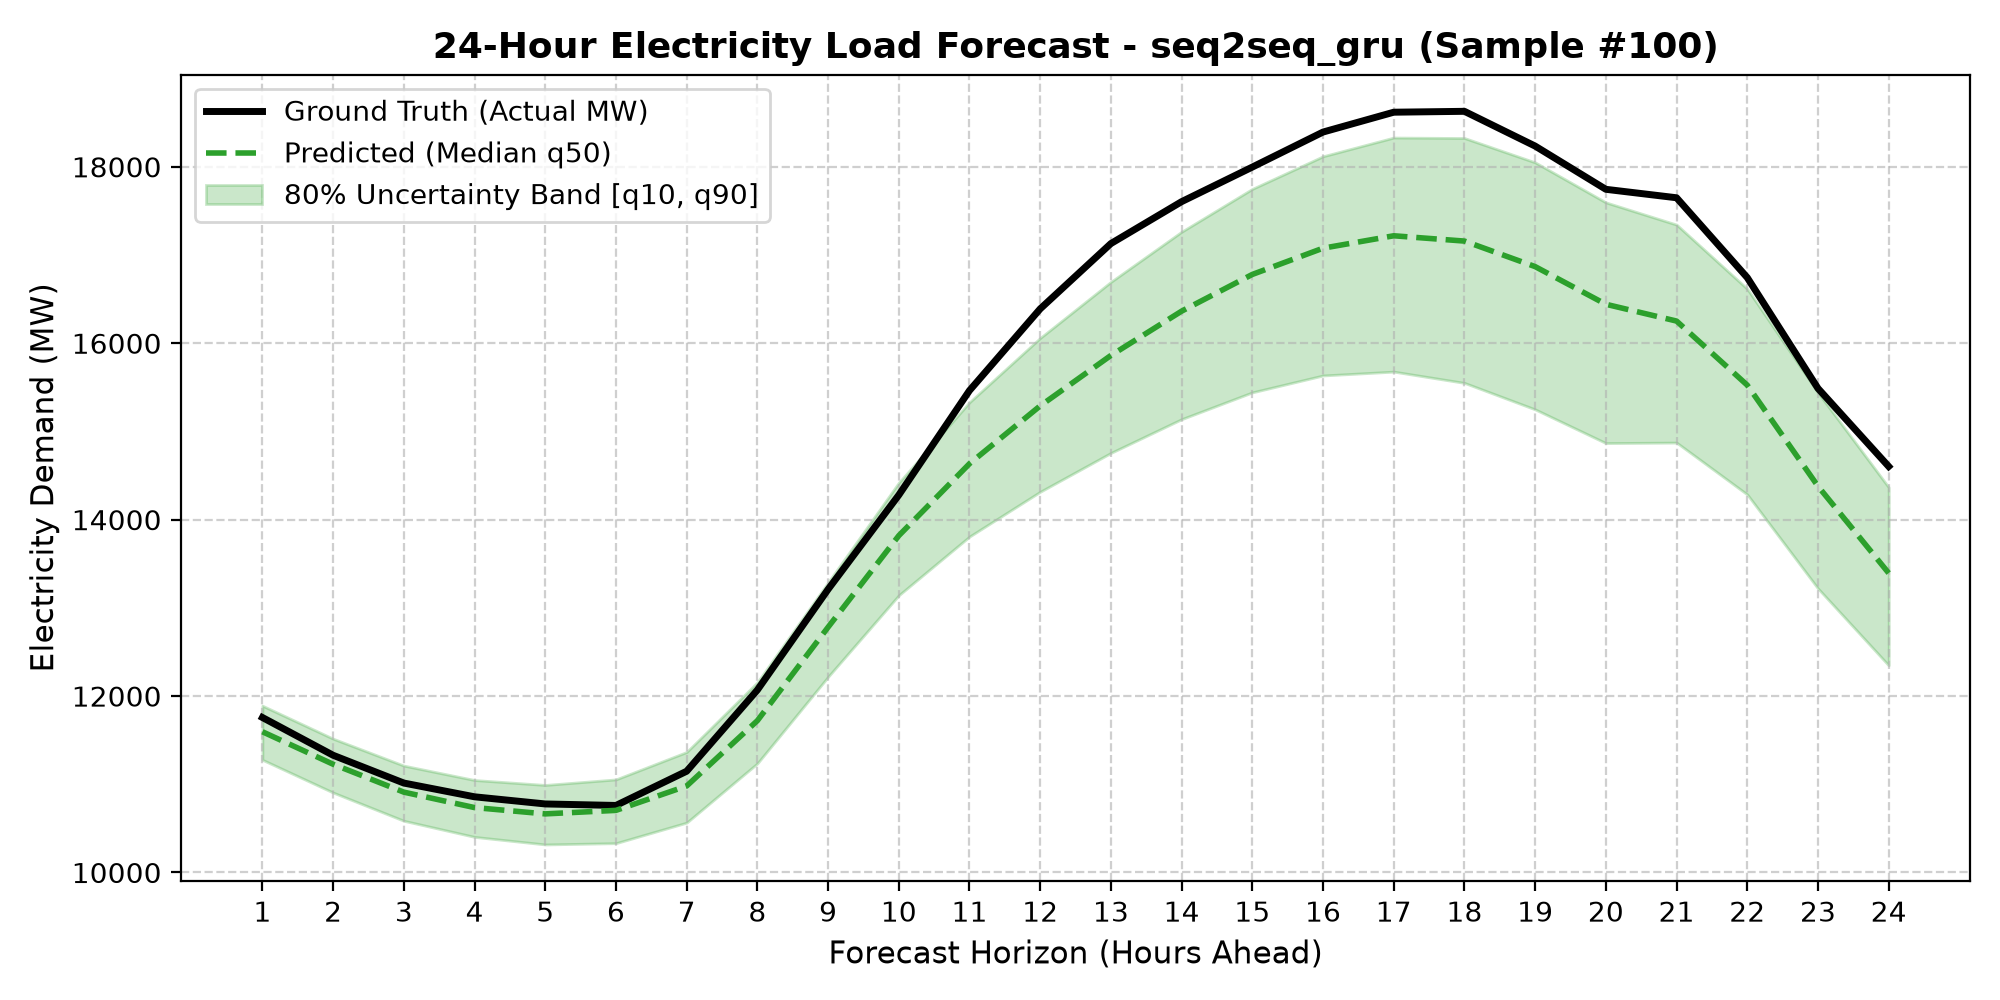 24-Hour Electricity Load Forecast - seq2seq_gru (Sample #100)
Ground Truth (Actual MW)
Predicted (Median q50)
80% Uncertainty Band [q10, q90]
Electricity Demand (MW)
18000
16000
14000
12000
10000
1 2 3 4 5 6 7 8 9 10 11 12 13 14 15 16 17 18 19 20 21 22 23 24
Forecast Horizon (Hours Ahead)